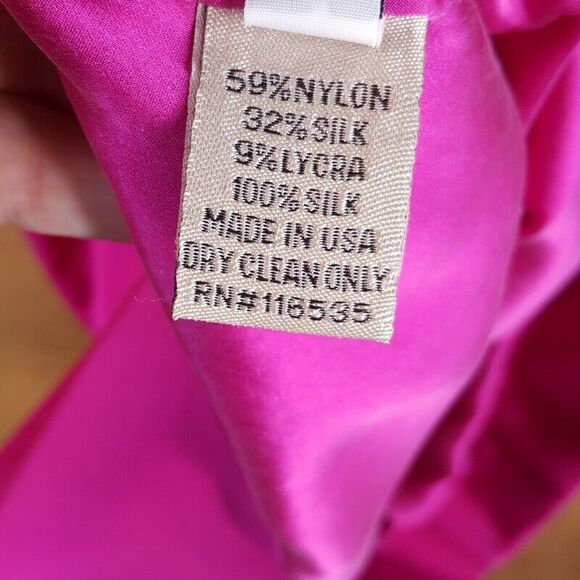 59%NYLON
32%SILK
9%LYCRA
100%SILK
MADE IN USA
DRY CLEAN ONLY
RN#116535